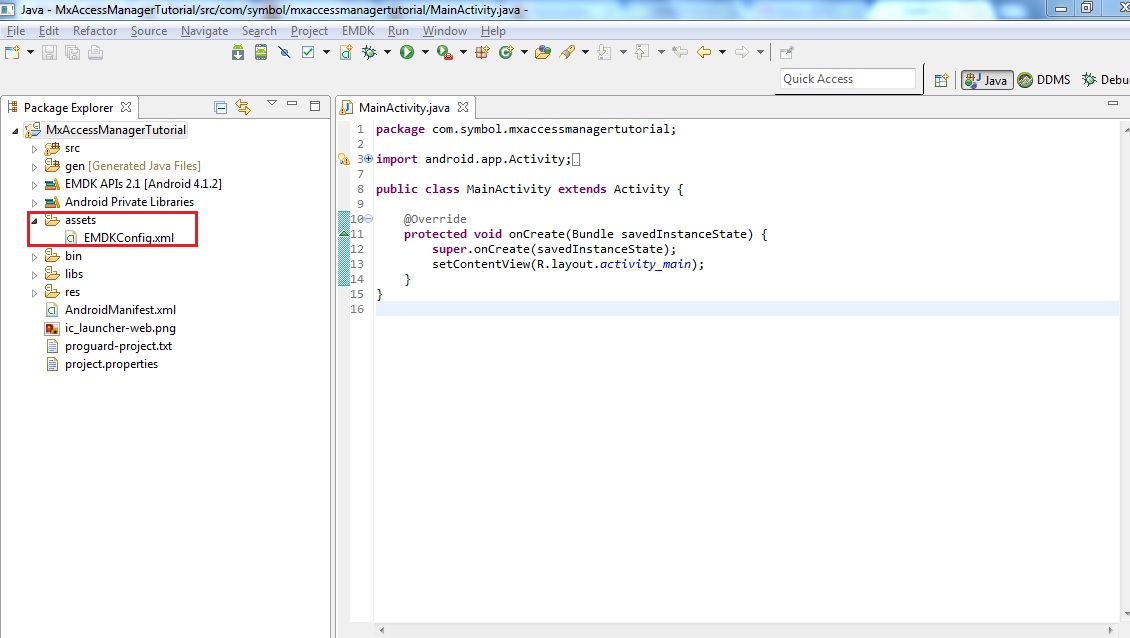 Java - MxAccessManagerTutorial/src/com/symbol/mxaccessmanagertutorial/MainActivity.java -
File Edit Refactor Source Navigate Search Project EMDK Run Window Help
Quick Access
Java
DDMS
Debu
Package Explorer
MxAccessManagerTutorial
src
gen [Generated Java Files]
EMDK APIs 2.1 [Android 4.1.2]
Android Private Libraries
assets
EMDKConfig.xml
bin
libs
res
AndroidManifest.xml
ic_launcher-web.png
proguard-project.txt
project.properties
MainActivity.java
1 package com.symbol.mxaccessmanagertutorial;
2
3 import android.app.Activity;
7
8 public class MainActivity extends Activity {
9
10 @Override
11 protected void onCreate(Bundle savedInstanceState) {
12 super.onCreate(savedInstanceState);
13 setContentView(R.layout.activity_main);
14 }
15 }
16